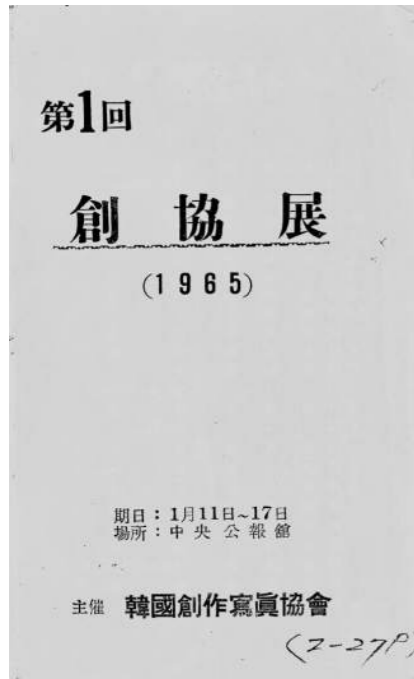 第1回
創協展
(1965)
期日：1月11日~17日
場所：中央公報館
主催 韓國創作寫眞協會
(Z-27P)